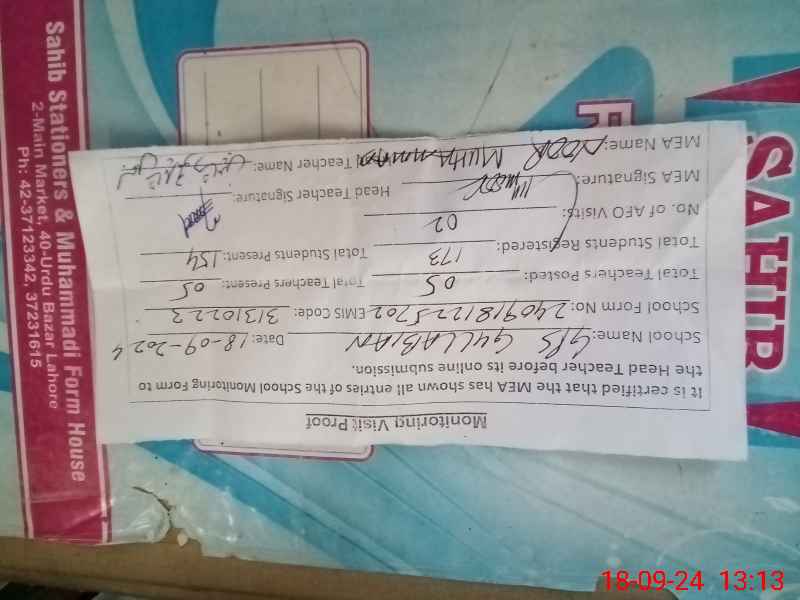 Monitoring Visit Proof
It is certified that the MEA has shown all entries of the School Monitoring Form to
the Head Teacher before its online submission.
School Name: GPS GULLABIAN Date: 18-09-2024
School Form No: 2409181225702 EMIS Code: 31310223
Total Teachers Posted: 05 Total Teachers Present: 05
Total Students Registered: 173 Total Students Present: 154
No. of AEO Visits: 02
MEA Signature: Head Teacher Signature:
MEA Name: NOOR MUHAMMAD Teacher Name:
Sahib Stationers & Muhammadi Form House
2-Main Market, 40-Urdu Bazar Lahore
Ph: 42-37123342, 37231615
SAHIB
18-09-24 13:13